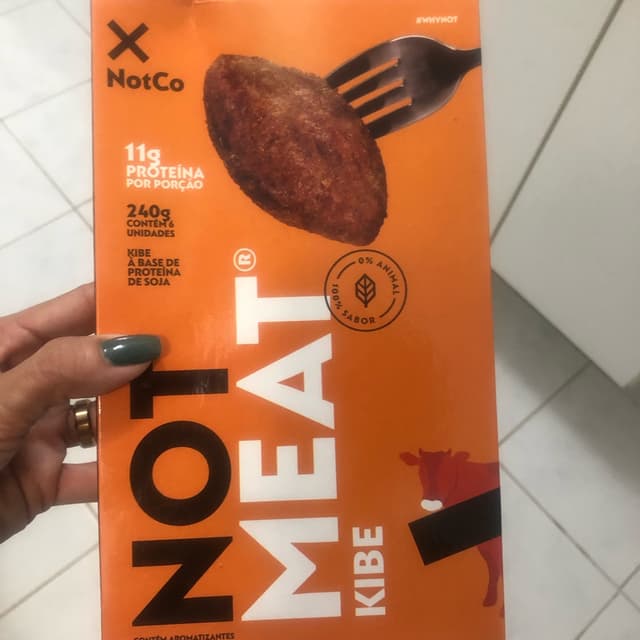 #WHYNOT
NotCo
11g
PROTEÍNA
POR PORÇÃO
240g
CONTÉM 6
UNIDADES
KIBE
À BASE DE
PROTEÍNA
DE SOJA
0% ANIMAL
100% SABOR
NOT
MEAT®
KIBE
CONTÉM AROMATIZANTES